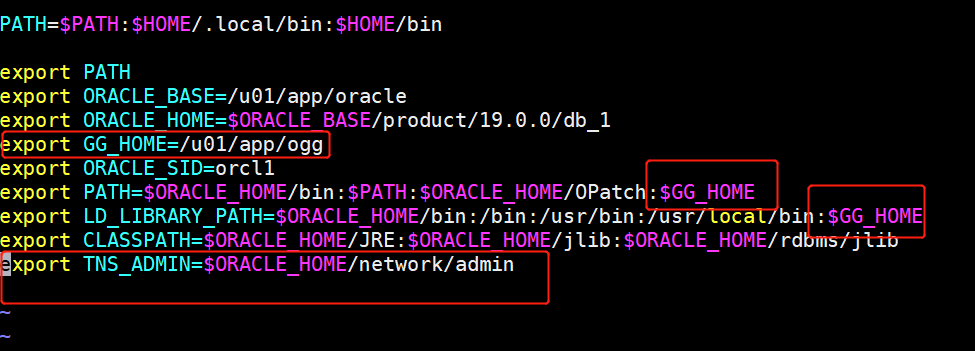 PATH=$PATH:$HOME/.local/bin:$HOME/bin
export PATH
export ORACLE_BASE=/u01/app/oracle
export ORACLE_HOME=$ORACLE_BASE/product/19.0.0/db_1
export GG_HOME=/u01/app/ogg
export ORACLE_SID=orcl1
export PATH=$ORACLE_HOME/bin:$PATH:$ORACLE_HOME/OPatch:$GG_HOME
export LD_LIBRARY_PATH=$ORACLE_HOME/bin:/bin:/usr/bin:/usr/local/bin:$GG_HOME
export CLASSPATH=$ORACLE_HOME/JRE:$ORACLE_HOME/jlib:$ORACLE_HOME/rdbms/jlib
export TNS_ADMIN=$ORACLE_HOME/network/admin
~
~